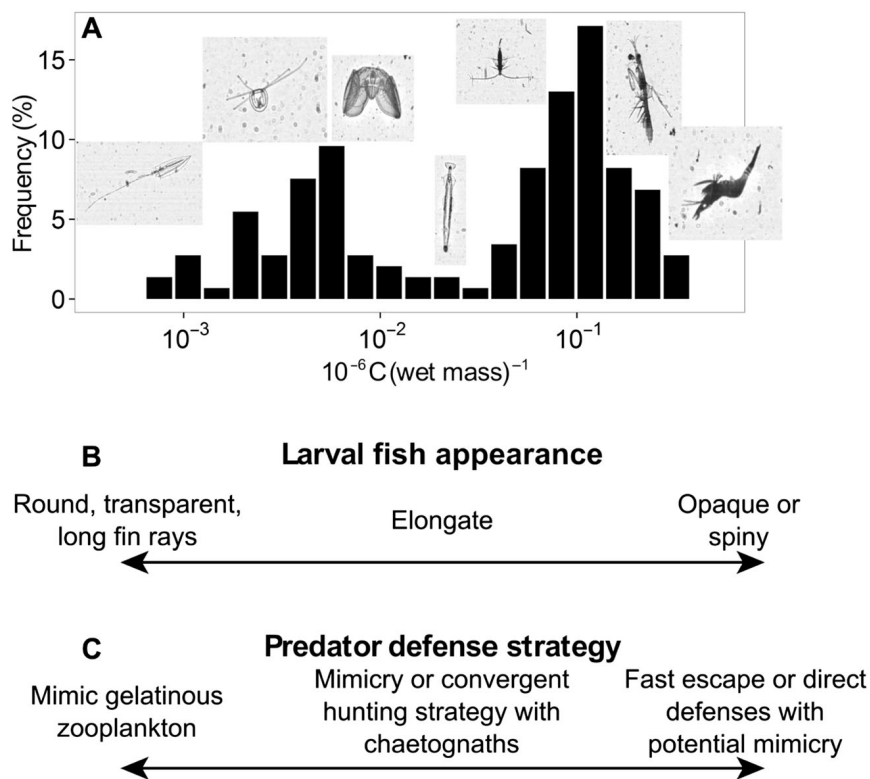 A
Frequency (%)
15
10
5
0
10⁻³
10⁻²
10⁻¹
10⁻⁶ C (wet mass)⁻¹
B
Larval fish appearance
Round, transparent,
long fin rays
Elongate
Opaque or
spiny
C
Predator defense strategy
Mimic gelatinous
zooplankton
Mimicry or convergent
hunting strategy with
chaetognaths
Fast escape or direct
defenses with
potential mimicry